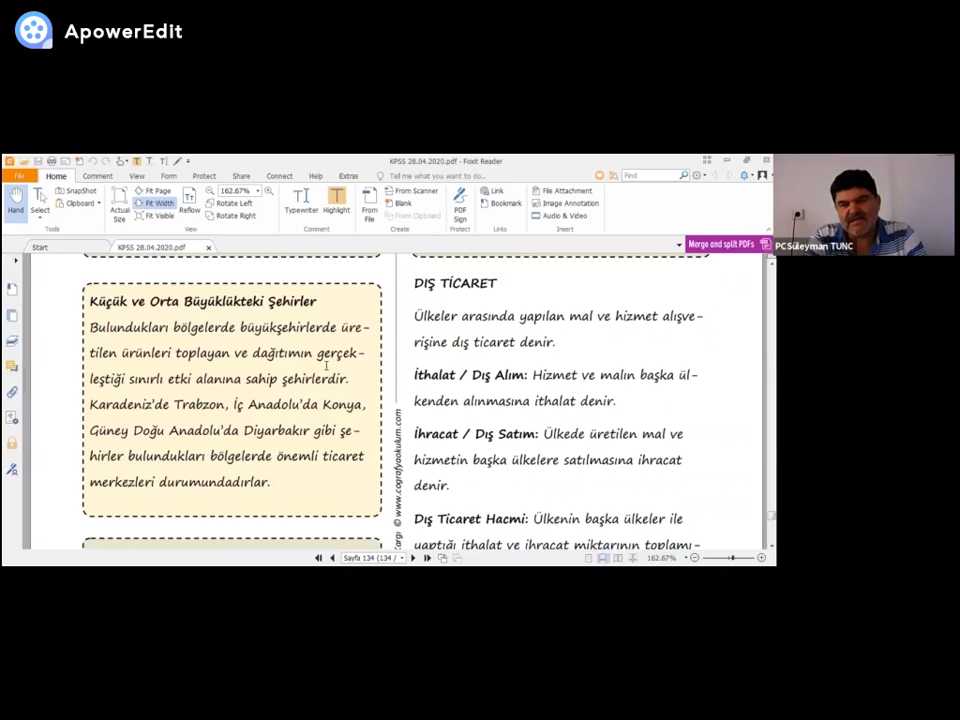 ApowerEdit
KPSS 28.04.2020.pdf - Foxit Reader
File Home Comment View Form Protect Share Connect Help Extras Tell me what you want to do..
Find
Hand
Select
SnapShot
Clipboard
Tools
Actual Size
Fit Page
Fit Width
Fit Visible
Reflow
162.67%
Rotate Left
Rotate Right
View
Typewriter
Highlight
Comment
From File
From Scanner
Blank
From Clipboard
Create
PDF Sign
Protect
Link
Bookmark
Links
File Attachment
Image Annotation
Audio & Video
Insert
Start
KPSS 28.04.2020.pdf
Merge and split PDFs
PCSüleyman TUNC
Küçük ve Orta Büyüklükteki Şehirler
Bulundukları bölgelerde büyükşehirlerde üre-
tilen ürünleri toplayan ve dağıtımın gerçek-
leştiği sınırlı etki alanına sahip şehirlerdir.
Karadeniz'de Trabzon, İç Anadolu'da Konya,
Güney Doğu Anadolu'da Diyarbakır gibi şe-
hirler bulundukları bölgelerde önemli ticaret
merkezleri durumundadırlar.
© www.cografyaokulum.com
DIŞ TİCARET
Ülkeler arasında yapılan mal ve hizmet alışve-
rişine dış ticaret denir.
İthalat / Dış Alım: Hizmet ve malın başka ül-
kenden alınmasına ithalat denir.
İhracat / Dış Satım: Ülkede üretilen mal ve
hizmetin başka ülkelere satılmasına ihracat
denir.
Dış Ticaret Hacmi: Ülkenin başka ülkeler ile
yaptığı ithalat ve ihracat miktarının toplamı-
Sayfa 134 (134 /
162.67%